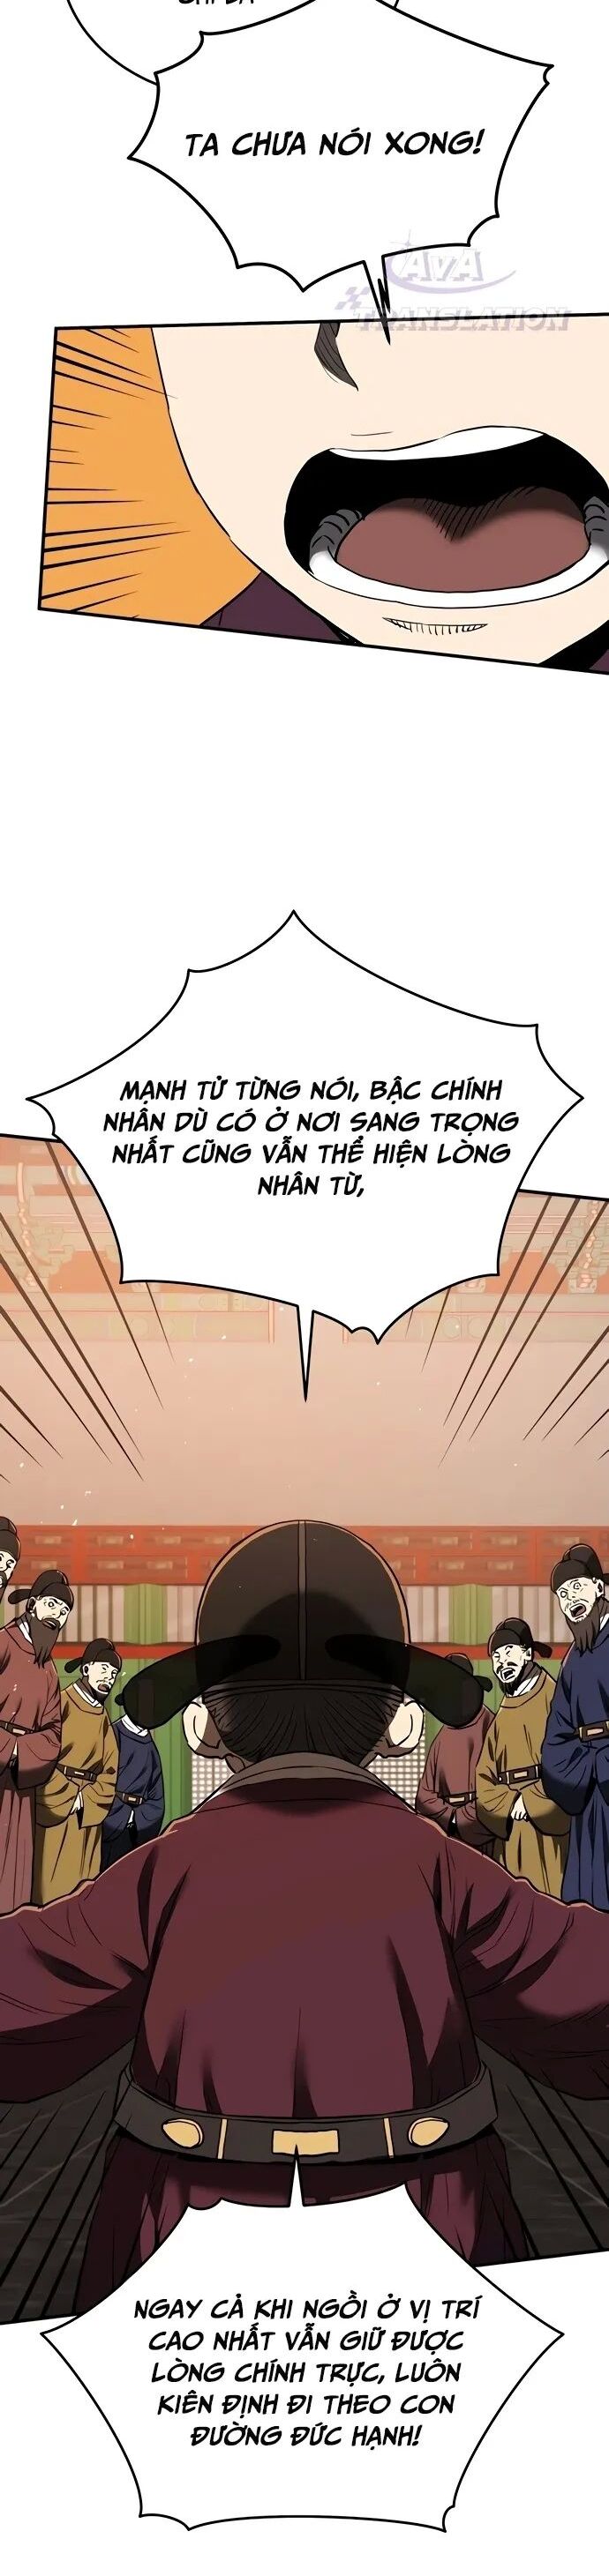 TA CHƯA NÓI XONG!
AVA
TRANSLATION
MẠNH TỬ TỪNG NÓI, BẬC CHÍNH
NHÂN DÙ CÓ Ở NƠI SANG TRỌNG
NHẤT CŨNG VẪN THỂ HIỆN LÒNG
NHÂN TỪ,
NGAY CẢ KHI NGỒI Ở VỊ TRÍ
CAO NHẤT VẪN GIỮ ĐƯỢC
LÒNG CHÍNH TRỰC, LUÔN
KIÊN ĐỊNH ĐI THEO CON
ĐƯỜNG ĐỨC HẠNH!